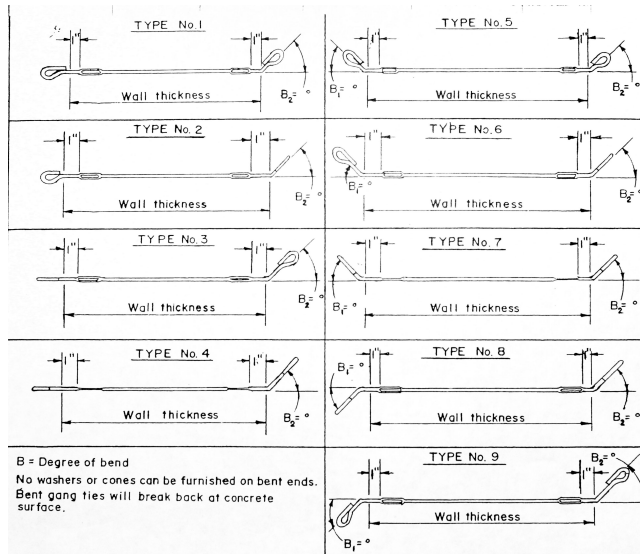 TYPE No.1
1"
1"
B2= °
Wall thickness
TYPE No. 2
1"
1"
B2= °
Wall thickness
TYPE No. 3
1"
1"
B2= °
Wall thickness
TYPE No. 4
1"
1"
B2= °
Wall thickness
B = Degree of bend
No washers or cones can be furnished on bent ends.
Bent gang ties will break back at concrete
surface.
TYPE No. 5
1"
1"
B1= °
B2= °
Wall thickness
TYPE No. 6
1"
1"
B1= °
B2= °
Wall thickness
TYPE No. 7
1"
1"
B1= °
B2= °
Wall thickness
TYPE No. 8
B1= °
1"
1"
B2= °
Wall thickness
TYPE No. 9
B2= °
1"
1"
Wall thickness
B1= °